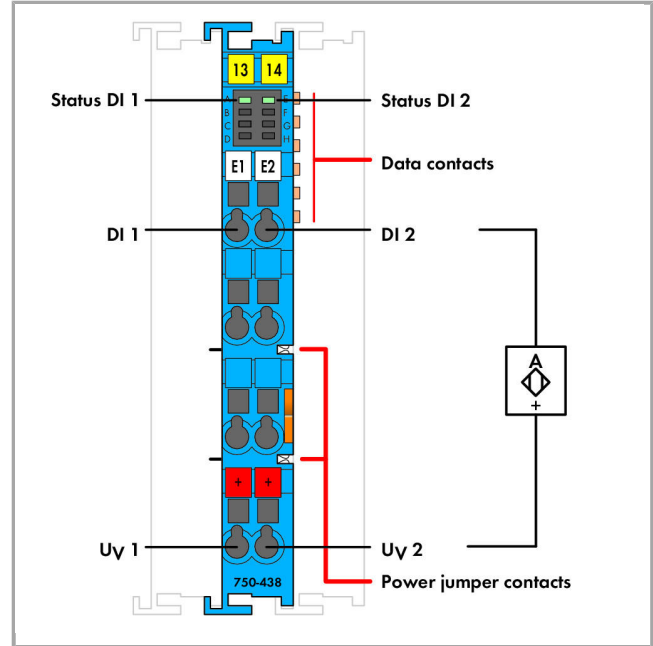 13 14
Status DI 1
A E
Status DI 2
B F
C G
D H
Data contacts
E1 E2
DI 1
DI 2
A
+
+ +
UV 1
UV 2
750-438
Power jumper contacts